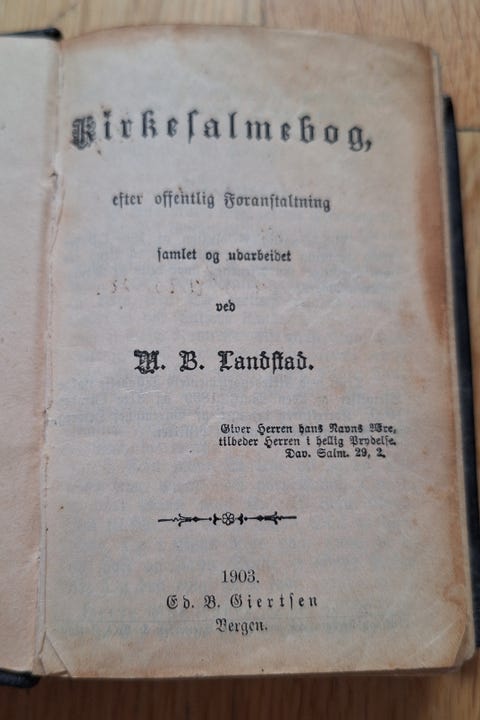 Kirkesalmebog,
efter offentlig Foranstaltning
samlet og udarbeidet
ved
M. B. Landstad.
Giver Herren hans Navns Ære,
tilbeder Herren i hellig Prydelse.
Dav. Salm. 29, 2.
1903.
Ed. B. Giertsen
Bergen.